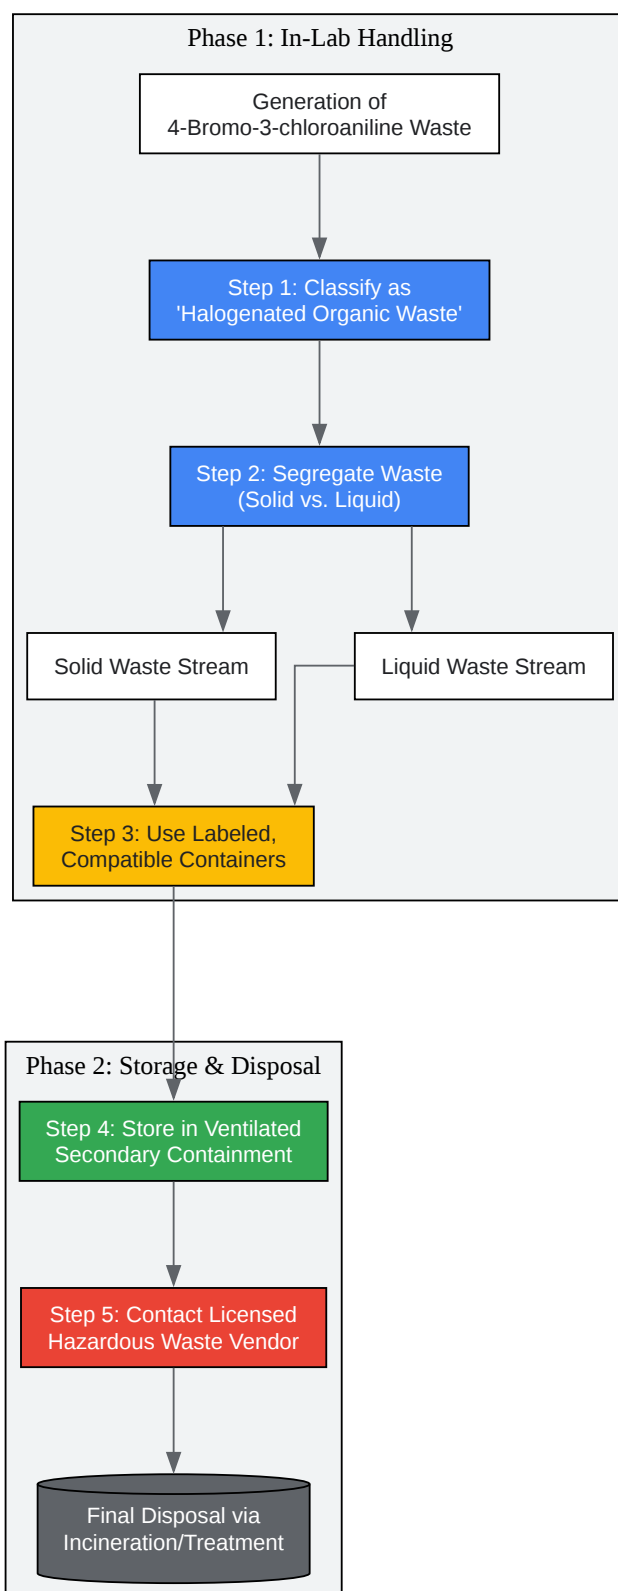 Phase 1: In-Lab Handling
Generation of
4-Bromo-3-chloroaniline Waste
Step 1: Classify as
'Halogenated Organic Waste'
Step 2: Segregate Waste
(Solid vs. Liquid)
Solid Waste Stream
Liquid Waste Stream
Step 3: Use Labeled,
Compatible Containers
Phase 2: Storage & Disposal
Step 4: Store in Ventilated
Secondary Containment
Step 5: Contact Licensed
Hazardous Waste Vendor
Final Disposal via
Incineration/Treatment